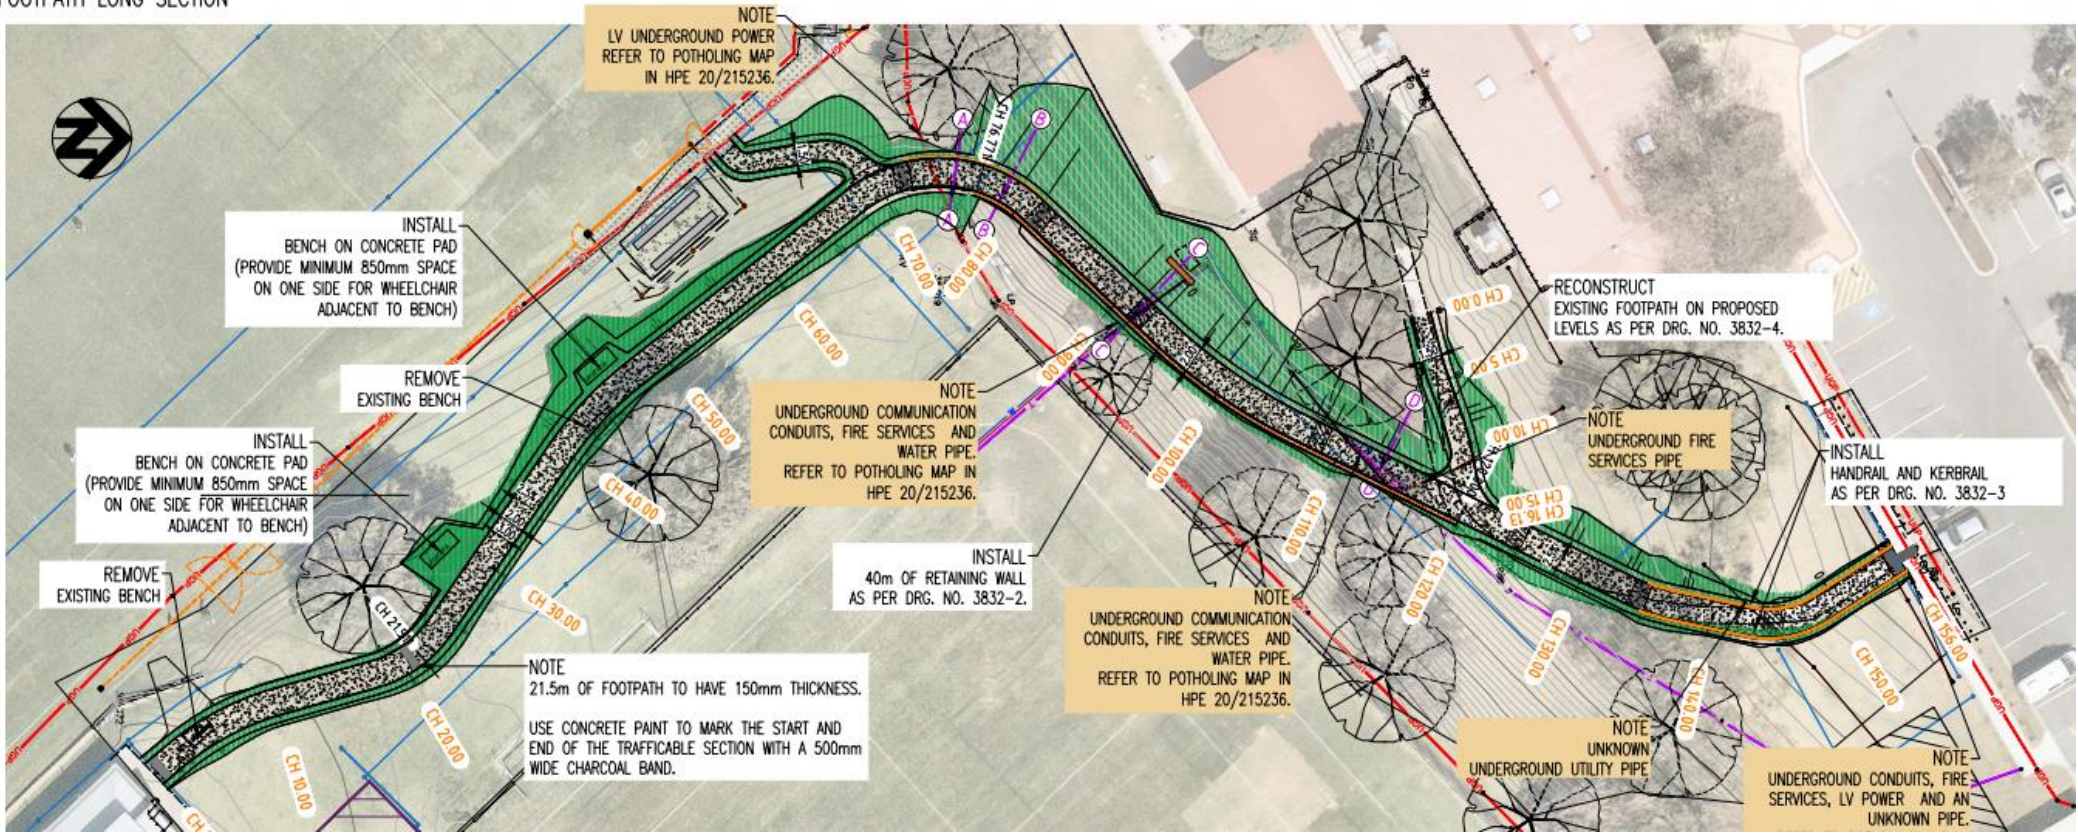 FOOTPATH LONG SECTION
NOTE
LV UNDERGROUND POWER
REFER TO POTHOLING MAP
IN HPE 20/215236.
INSTALL
BENCH ON CONCRETE PAD
(PROVIDE MINIMUM 850mm SPACE
ON ONE SIDE FOR WHEELCHAIR
ADJACENT TO BENCH)
REMOVE
EXISTING BENCH
INSTALL
BENCH ON CONCRETE PAD
(PROVIDE MINIMUM 850mm SPACE
ON ONE SIDE FOR WHEELCHAIR
ADJACENT TO BENCH)
REMOVE
EXISTING BENCH
NOTE
21.5m OF FOOTPATH TO HAVE 150mm THICKNESS.
USE CONCRETE PAINT TO MARK THE START AND
END OF THE TRAFFICABLE SECTION WITH A 500mm
WIDE CHARCOAL BAND.
NOTE
UNDERGROUND COMMUNICATION
CONDUITS, FIRE SERVICES AND
WATER PIPE.
REFER TO POTHOLING MAP IN
HPE 20/215236.
INSTALL
40m OF RETAINING WALL
AS PER DRG. NO. 3832-2.
NOTE
UNDERGROUND COMMUNICATION
CONDUITS, FIRE SERVICES AND
WATER PIPE.
REFER TO POTHOLING MAP IN
HPE 20/215236.
RECONSTRUCT
EXISTING FOOTPATH ON PROPOSED
LEVELS AS PER DRG. NO. 3832-4.
NOTE
UNDERGROUND FIRE
SERVICES PIPE
INSTALL
HANDRAIL AND KERBRAIL
AS PER DRG. NO. 3832-3
NOTE
UNKNOWN
UNDERGROUND UTILITY PIPE
NOTE
UNDERGROUND CONDUITS, FIRE
SERVICES, LV POWER AND AN
UNKNOWN PIPE.
CH 10.00
CH 20.00
CH 30.00
CH 40.00
CH 50.00
CH 60.00
CH 70.00
CH 80.00
CH 90.00
CH 100.00
CH 110.00
CH 120.00
CH 130.00
CH 140.00
CH 150.00
CH 156.00
CH 0.00
CH 5.00
CH 10.00
CH 15.00
CH 16.13
A
A
B
B
C
C
D
D